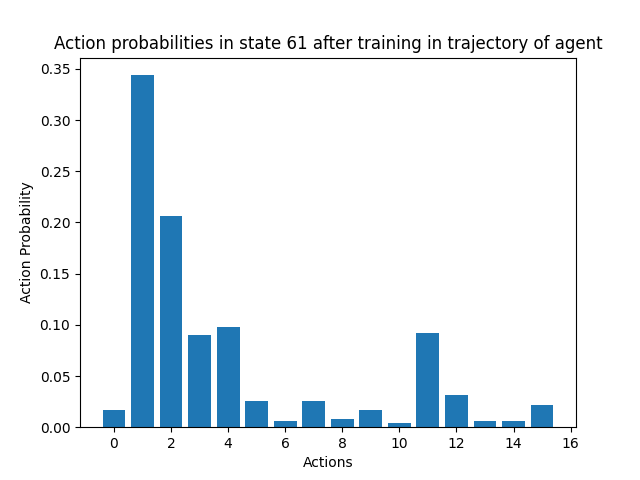 Action probabilities in state 61 after training in trajectory of agent
0.35
0.30
0.25
0.20
0.15
0.10
0.05
0.00
Action Probability
0 2 4 6 8 10 12 14 16
Actions